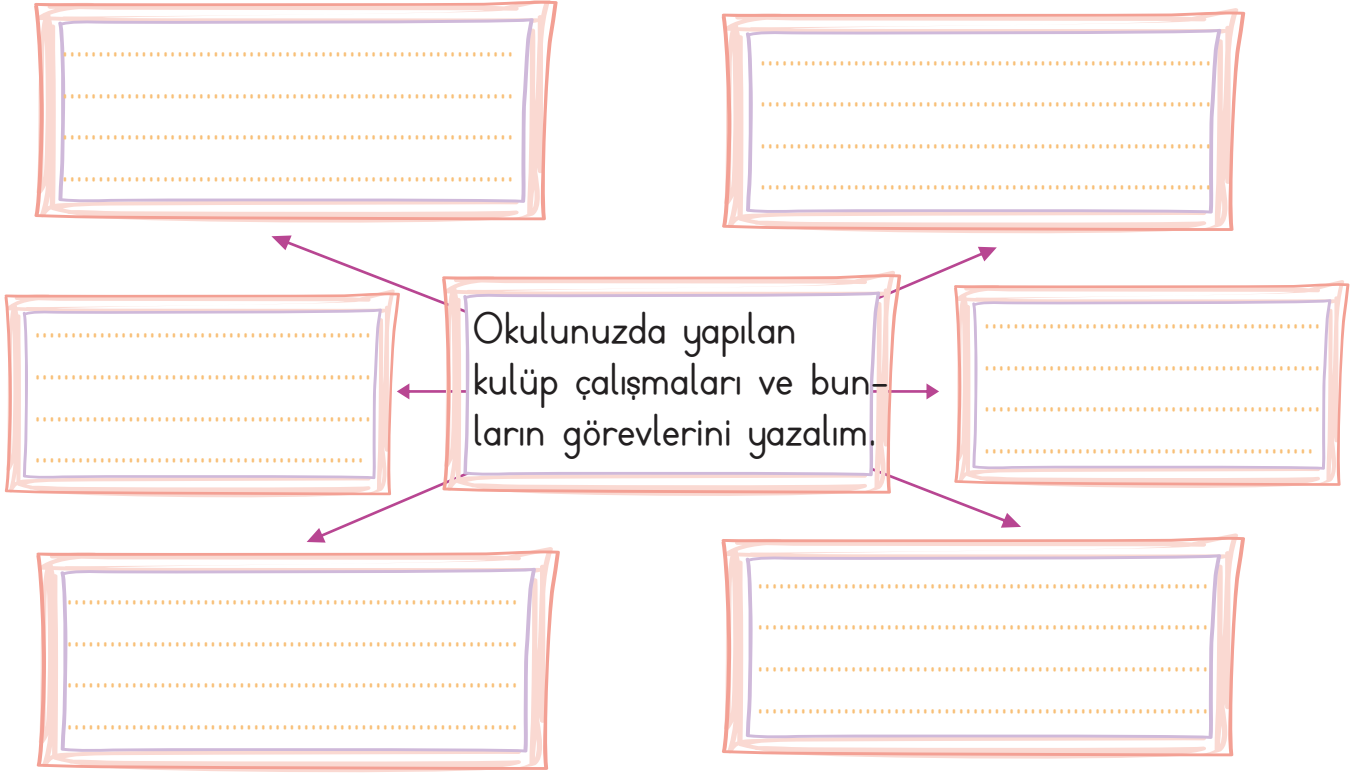 Okulunuzda yapılan
kulüp çalışmaları ve bun-
ların görevlerini yazalım.